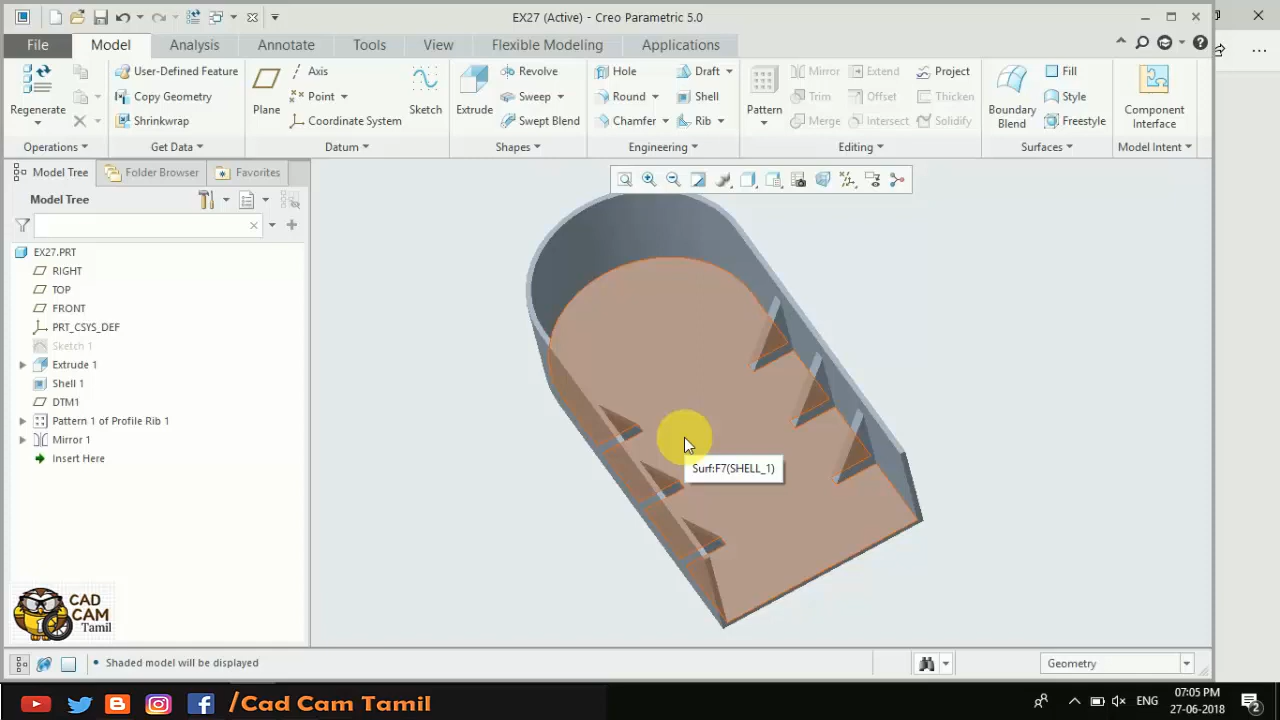 EX27 (Active) - Creo Parametric 5.0
File Model Analysis Annotate Tools View Flexible Modeling Applications
Regenerate
Operations
User-Defined Feature
Copy Geometry
Shrinkwrap
Get Data
Plane
Axis
Point
Coordinate System
Sketch
Datum
Extrude
Revolve
Sweep
Swept Blend
Shapes
Hole
Round
Chamfer
Draft
Shell
Rib
Engineering
Pattern
Mirror
Trim
Merge
Extend
Offset
Intersect
Project
Thicken
Solidify
Editing
Boundary
Blend
Fill
Style
Freestyle
Surfaces
Component
Interface
Model Intent
Model Tree Folder Browser Favorites
Model Tree
EX27.PRT
RIGHT
TOP
FRONT
PRT_CSYS_DEF
Sketch 1
Extrude 1
Shell 1
DTM1
Pattern 1 of Profile Rib 1
Mirror 1
Insert Here
Surf:F7(SHELL_1)
CAD
CAM
Tamil
Shaded model will be displayed
Geometry
/Cad Cam Tamil
ENG
07:05 PM
27-06-2018
2